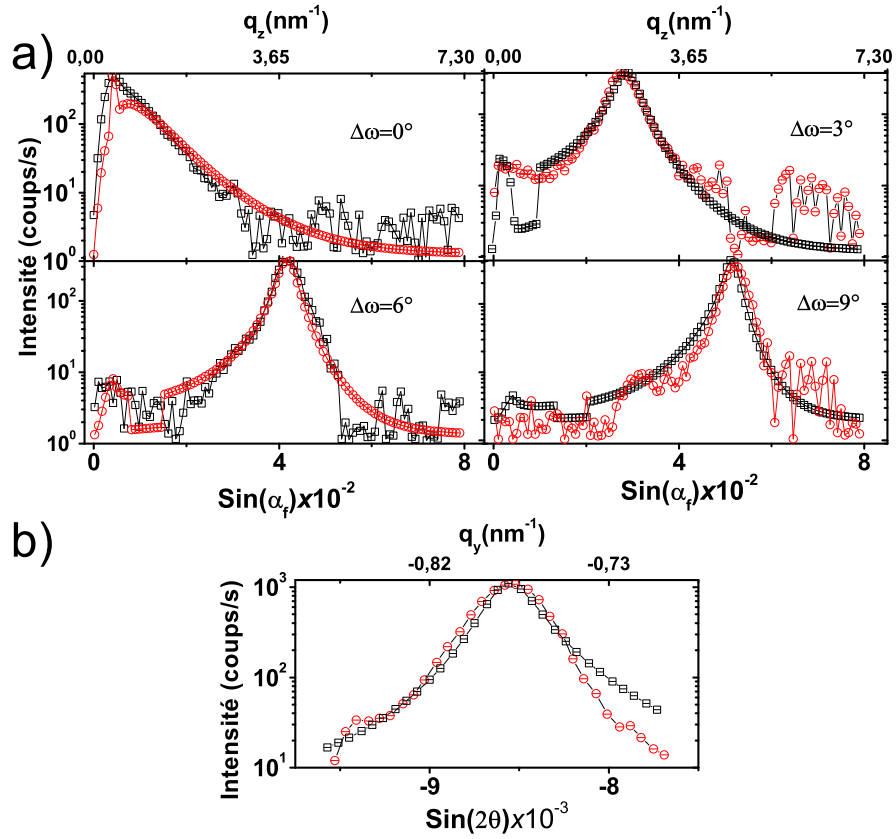 a)
q_z(nm⁻¹) q_z(nm⁻¹)
0,00 3,65 7,30 0,00 3,65 7,30
Intensité (coups/s)
10² 10¹ 10⁰
Δω=0° Δω=3°
10² 10¹ 10⁰
Δω=6° Δω=9°
0 4 8 4 8
Sin(α_f)x10⁻² Sin(α_f)x10⁻²
b)
q_y(nm⁻¹)
-0,82 -0,73
Intensité (coups/s)
10³ 10² 10¹
-9 -8
Sin(2θ)x10⁻³